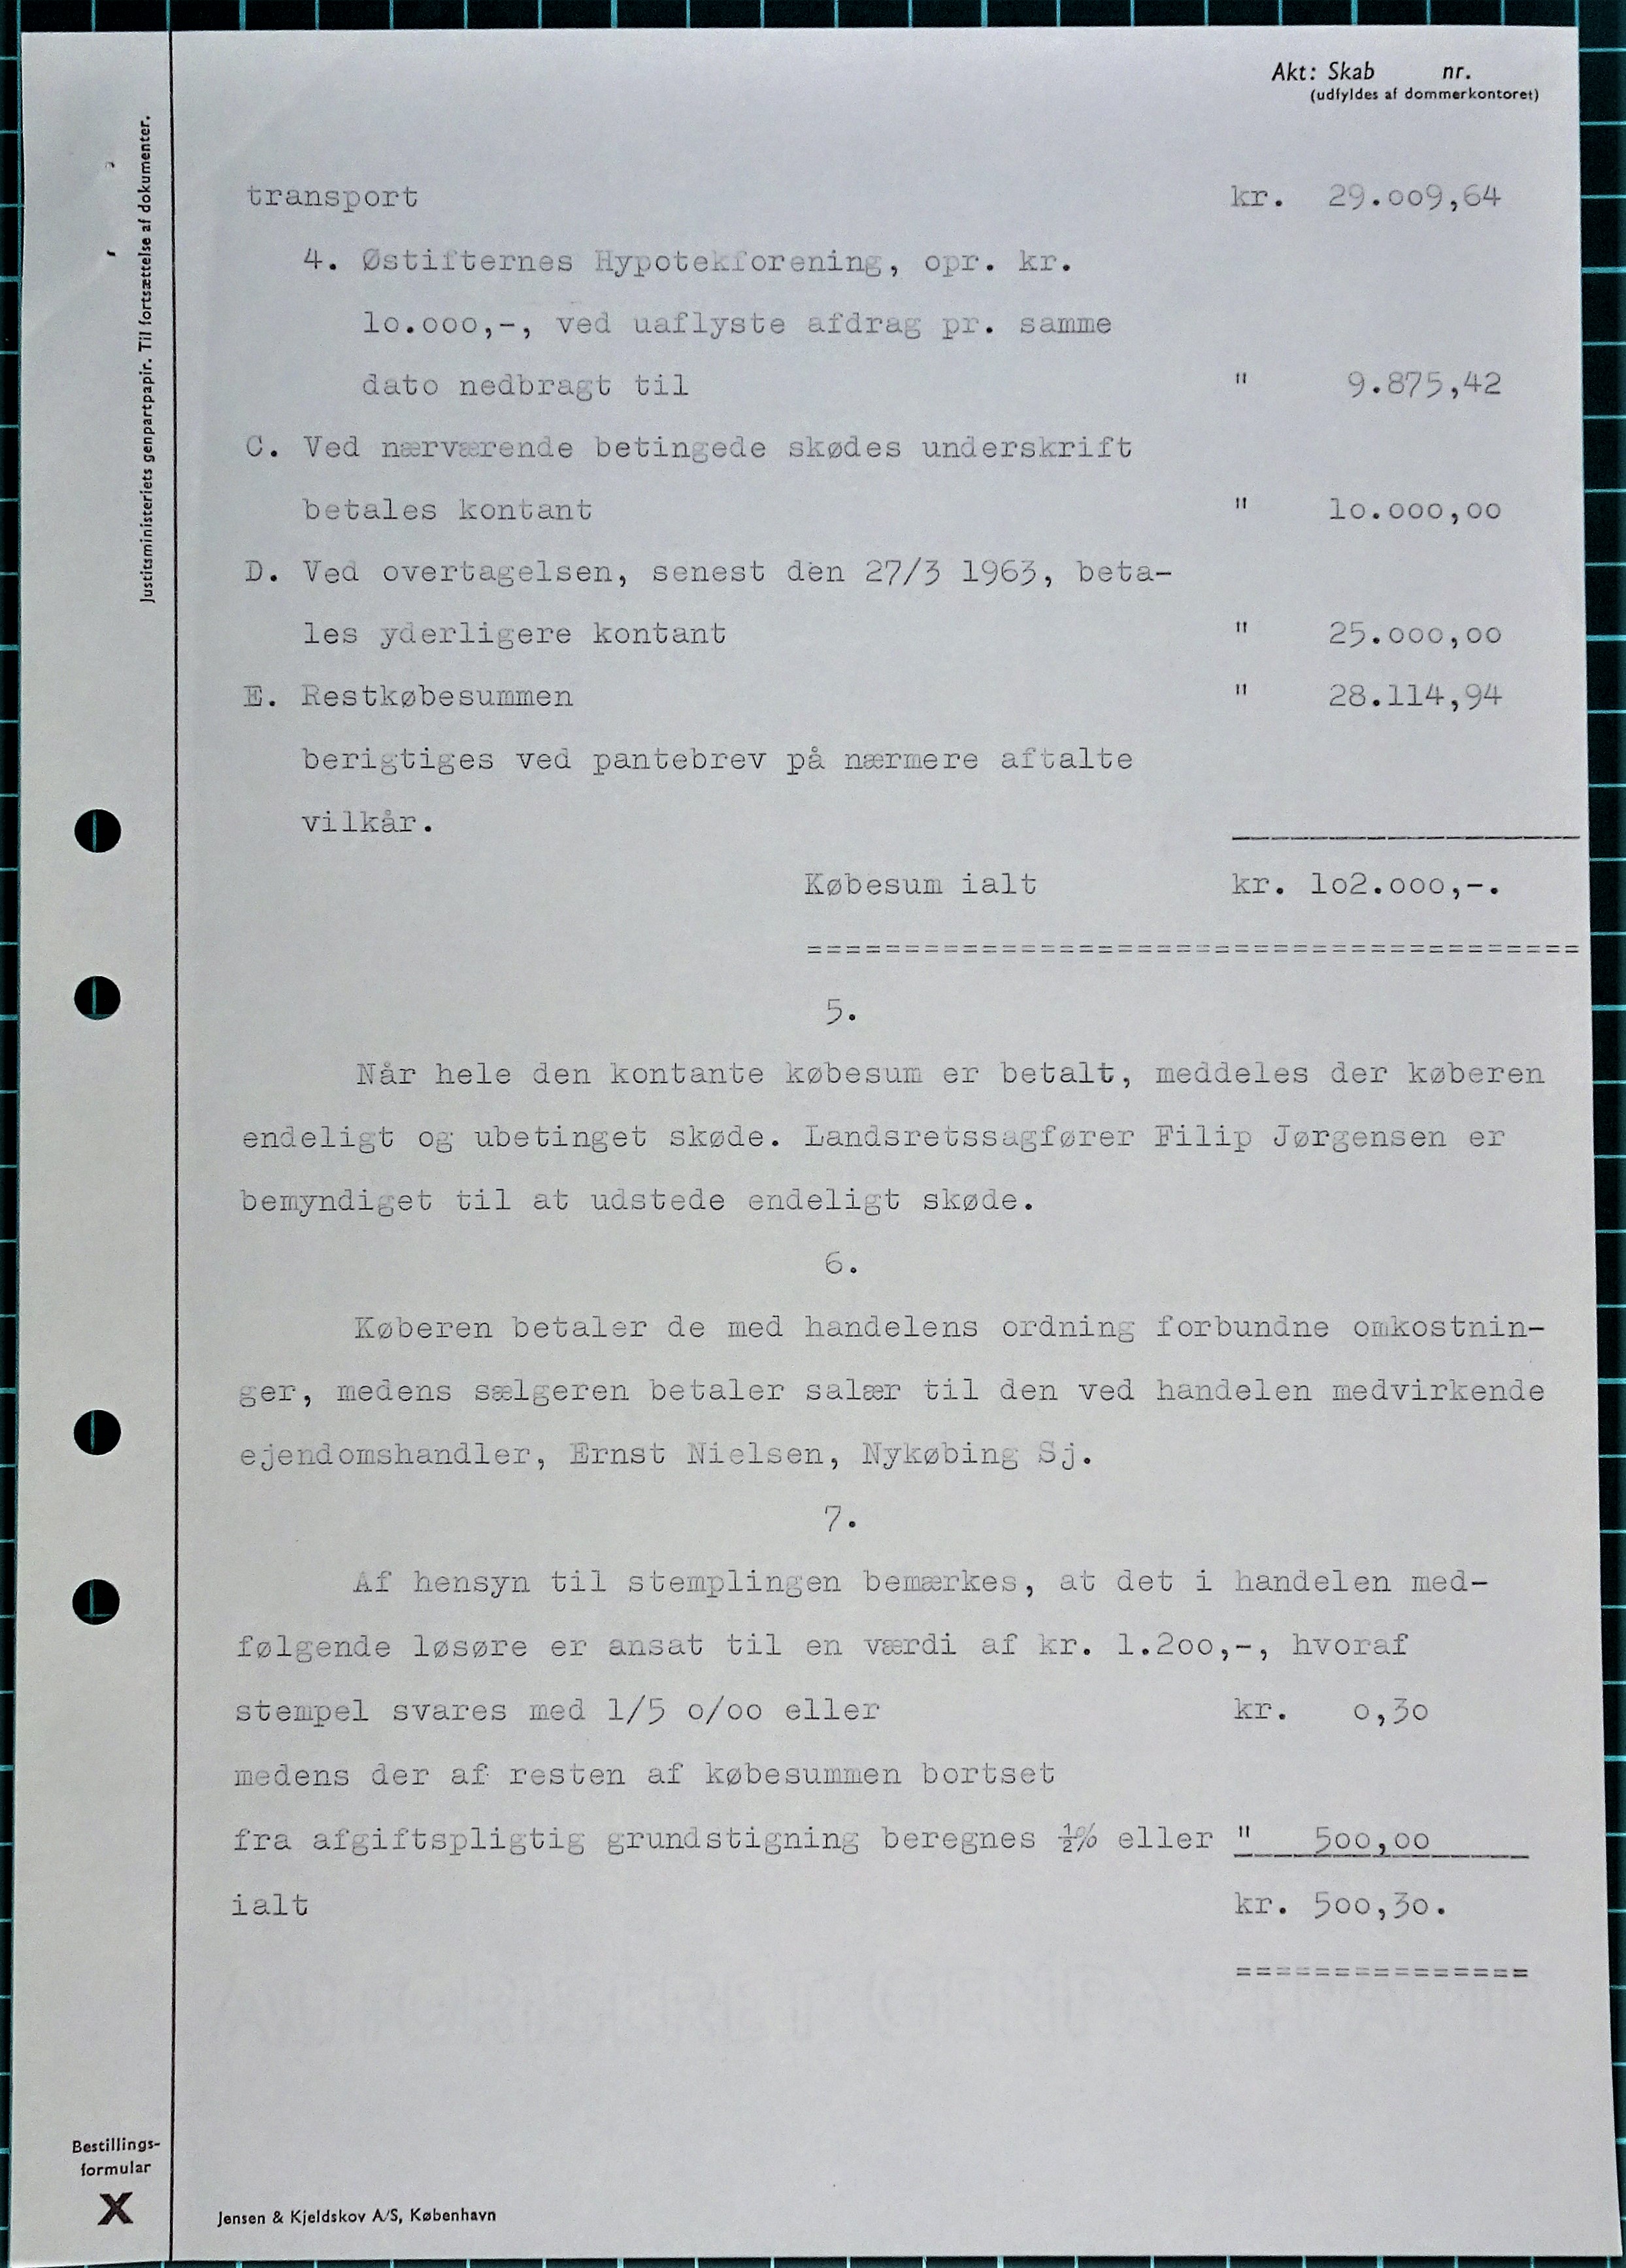 Akt: Skab nr.
(udfyldes af dommerkontoret)
Justitsministeriets genpartpapir. Til fortsættelse af dokumenter.
transport kr. 29.009,64
4. Østifternes Hypotekforening, opr. kr.
10.000,-, ved uaflyste afdrag pr. samme
dato nedbragt til " 9.875,42
C. Ved nærværende betingede skødes underskrift
betales kontant " 10.000,00
D. Ved overtagelsen, senest den 27/3 1963, beta-
les yderligere kontant " 25.000,00
E. Restkøbesummen " 28.114,94
berigtiges ved pantebrev på nærmere aftalte
vilkår.
Købesum ialt kr. 102.000,-.
========================================
5.
Når hele den kontante købesum er betalt, meddeles der køberen
endeligt og ubetinget skøde. Landsretssagfører Filip Jørgensen er
bemyndiget til at udstede endeligt skøde.
6.
Køberen betaler de med handelens ordning forbundne omkostnin-
ger, medens sælgeren betaler salær til den ved handelen medvirkende
ejendomshandler, Ernst Nielsen, Nykøbing Sj.
7.
Af hensyn til stemplingen bemærkes, at det i handelen med-
følgende løsøre er ansat til en værdi af kr. 1.200,-, hvoraf
stempel svares med 1/5 o/oo eller kr. 0,30
medens der af resten af købesummen bortset
fra afgiftspligtig grundstigning beregnes ½% eller " 500,00
ialt kr. 500,30.
===============
Bestillings-
formular
X
Jensen & Kjeldskov A/S, København